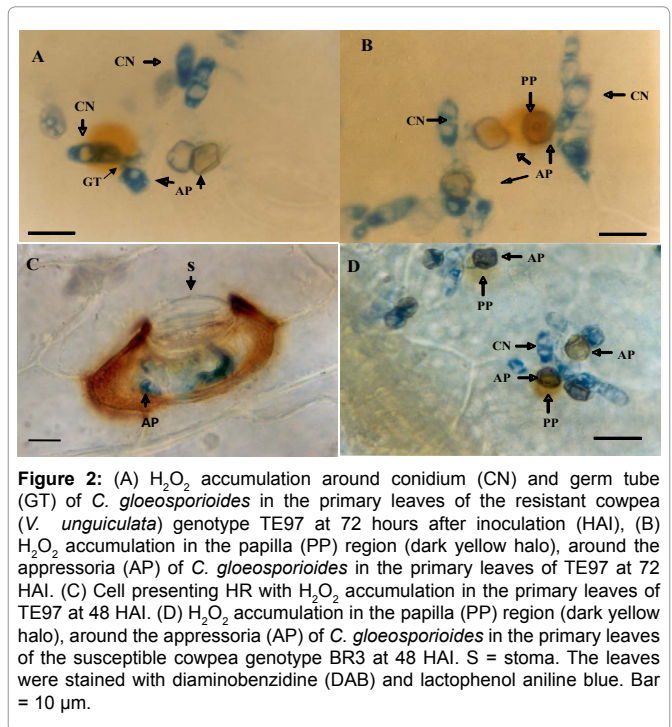 A
CN
CN
GT
AP
B
PP
CN
CN
AP
C
S
AP
D
AP
PP
CN
AP
AP
PP
Figure 2: (A) H₂O₂ accumulation around conidium (CN) and germ tube
(GT) of C. gloeosporioides in the primary leaves of the resistant cowpea
(V. unguiculata) genotype TE97 at 72 hours after inoculation (HAI), (B)
H₂O₂ accumulation in the papilla (PP) region (dark yellow halo), around the
appressoria (AP) of C. gloeosporioides in the primary leaves of TE97 at 72
HAI. (C) Cell presenting HR with H₂O₂ accumulation in the primary leaves of
TE97 at 48 HAI. (D) H₂O₂ accumulation in the papilla (PP) region (dark yellow
halo), around the appressoria (AP) of C. gloeosporioides in the primary leaves
of the susceptible cowpea genotype BR3 at 48 HAI. S = stoma. The leaves
were stained with diaminobenzidine (DAB) and lactophenol aniline blue. Bar
= 10 µm.